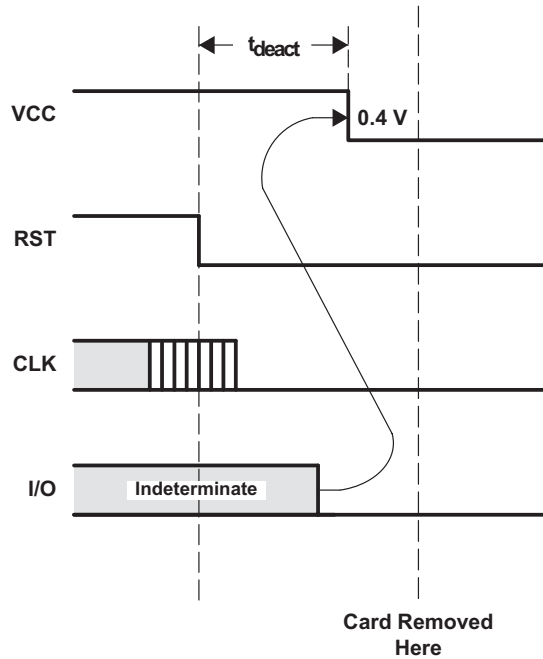 tdeact
VCC
0.4 V
RST
CLK
I/O
Indeterminate
Card Removed
Here